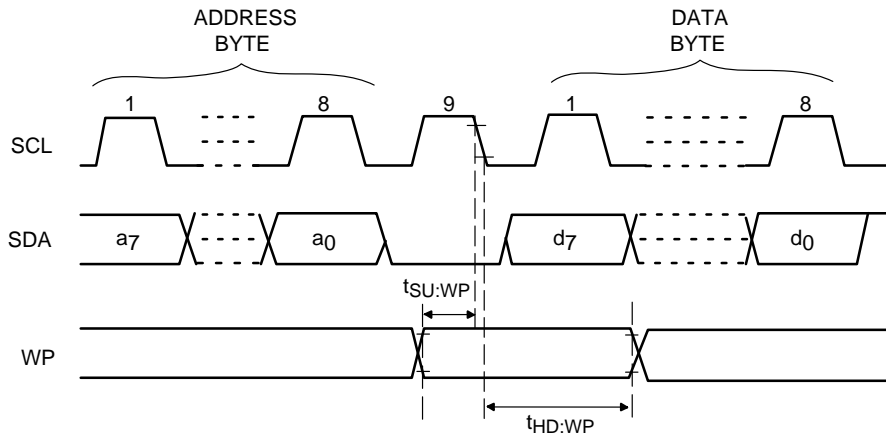 ADDRESS
BYTE
DATA
BYTE
1
8
9
1
8
SCL
SDA
a7
a0
d7
d0
tSU:WP
WP
tHD:WP